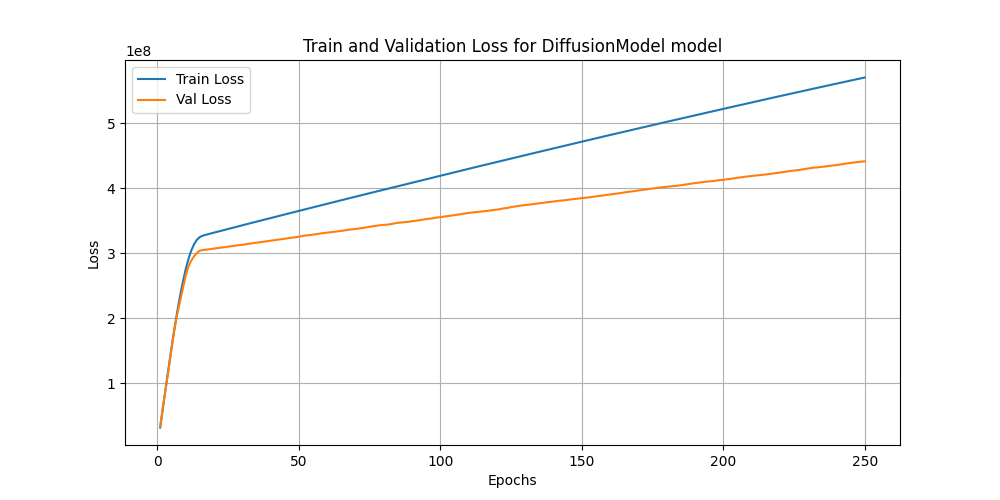 Train and Validation Loss for DiffusionModel model
1e8
Train Loss
Val Loss
5
4
3
2
1
Loss
0
50
100
150
200
250
Epochs